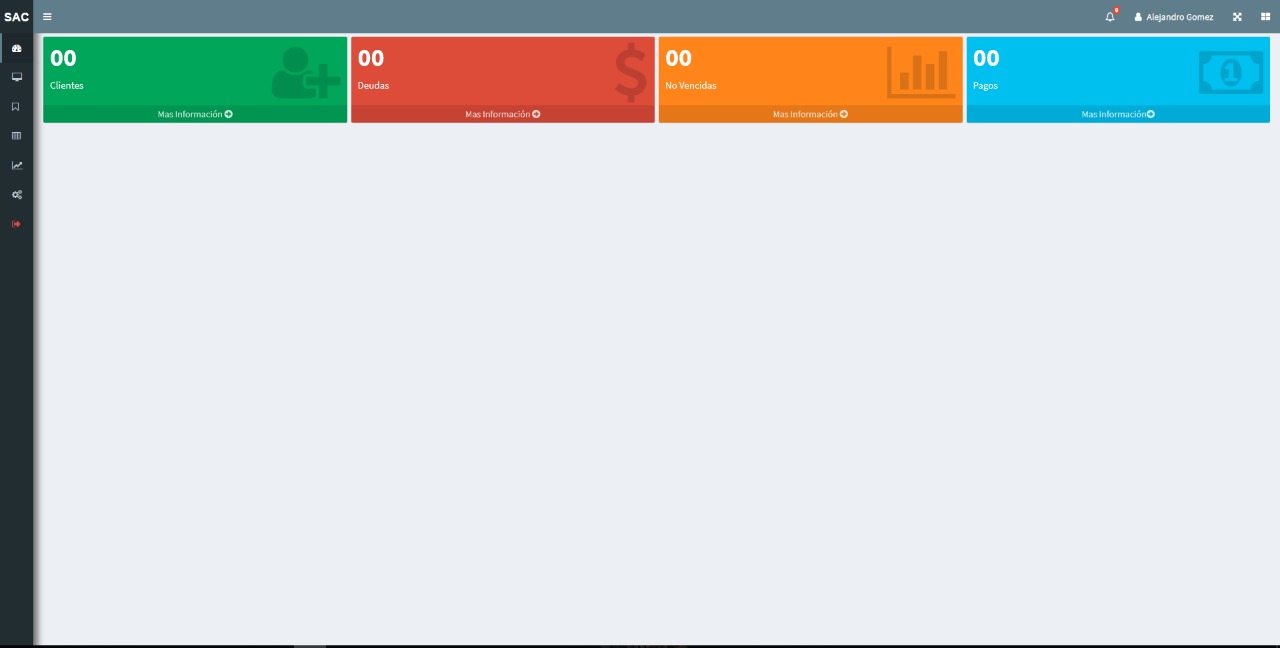 SAC
Alejandro Gomez
00
Clientes
Mas Información
00
Deudas
Mas Información
00
No Vencidas
Mas Información
00
Pagos
Mas Información